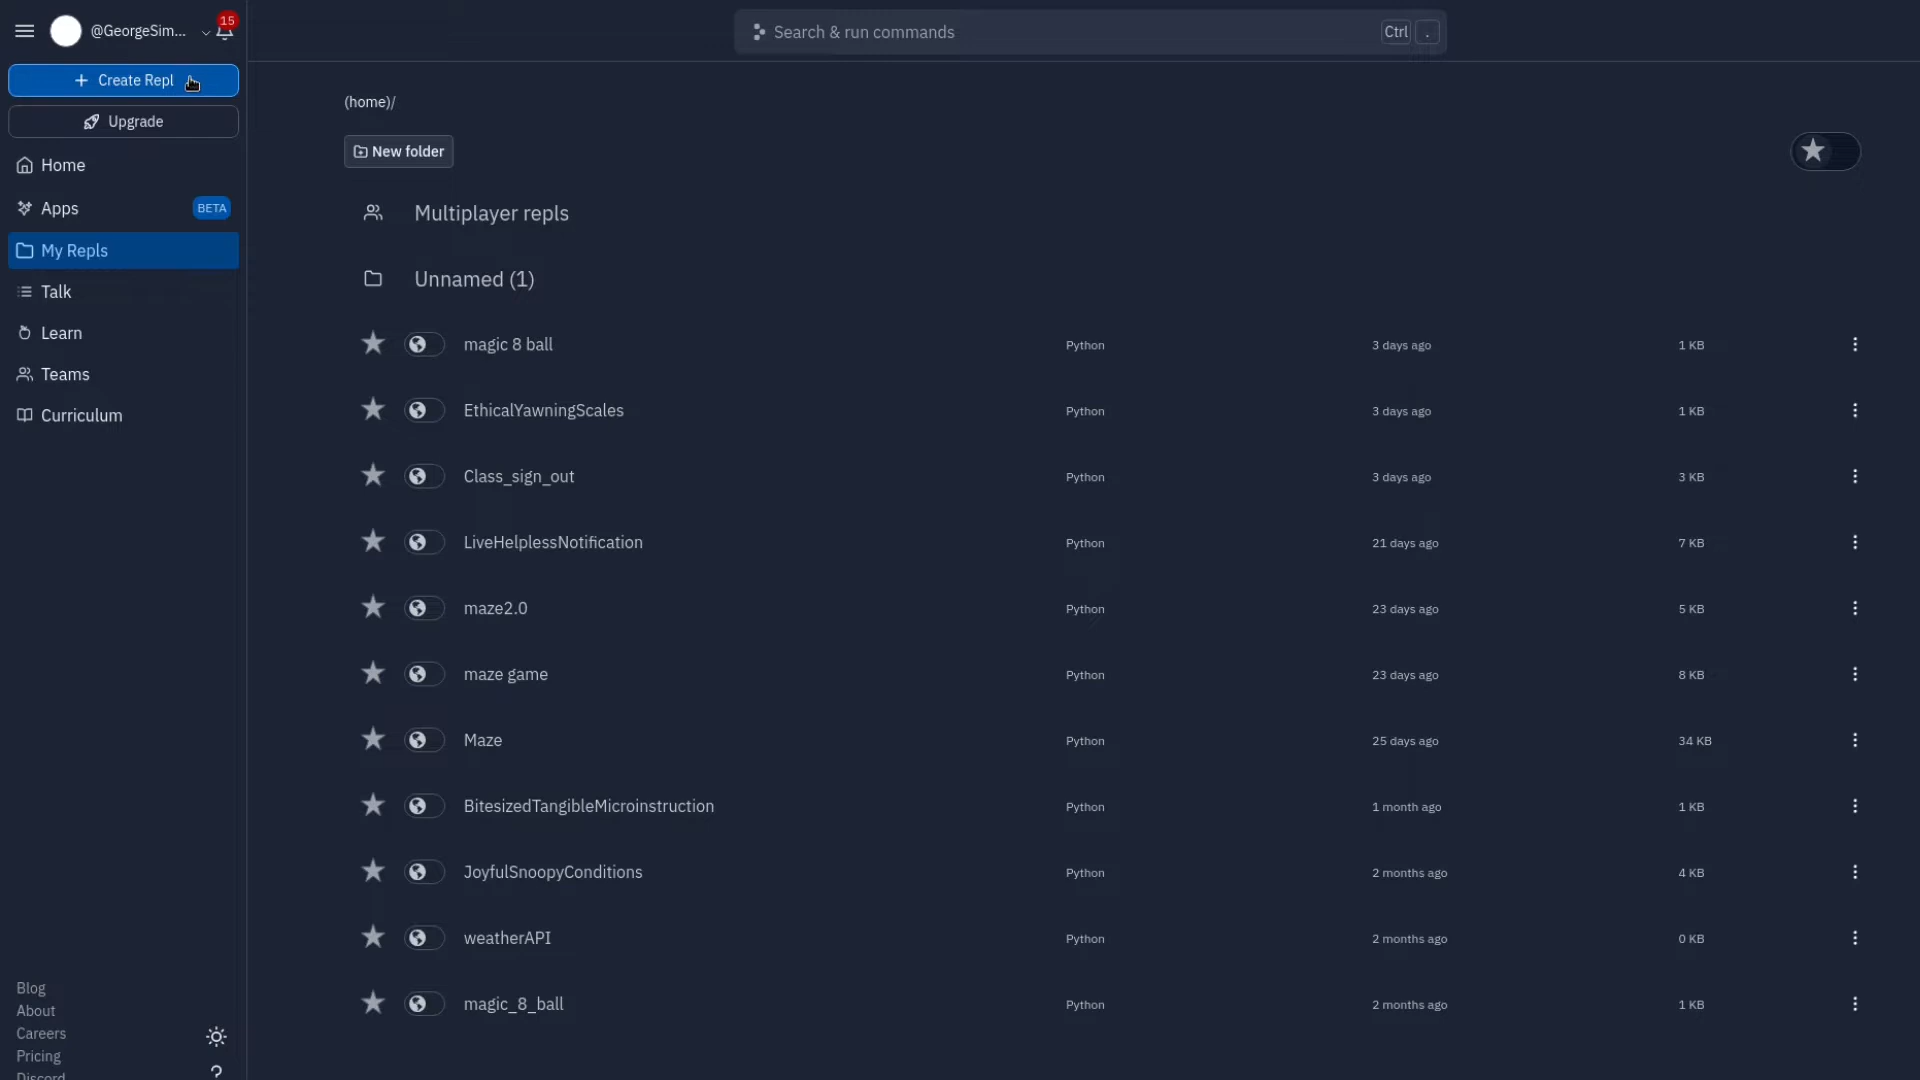 @GeorgeSim...
15
Search & run commands
Ctrl
.
Create Repl
Upgrade
Home
Apps
BETA
My Repls
Talk
Learn
Teams
Curriculum
Blog
About
Careers
Pricing
Discord
?
(home)/
New folder
Multiplayer repls
Unnamed (1)
magic 8 ball Python 3 days ago 1 KB
EthicalYawningScales Python 3 days ago 1 KB
Class_sign_out Python 3 days ago 3 KB
LiveHelplessNotification Python 21 days ago 7 KB
maze2.0 Python 23 days ago 5 KB
maze game Python 23 days ago 8 KB
Maze Python 25 days ago 34 KB
BitesizedTangibleMicroinstruction Python 1 month ago 1 KB
JoyfulSnoopyConditions Python 2 months ago 4 KB
weatherAPI Python 2 months ago 0 KB
magic_8_ball Python 2 months ago 1 KB